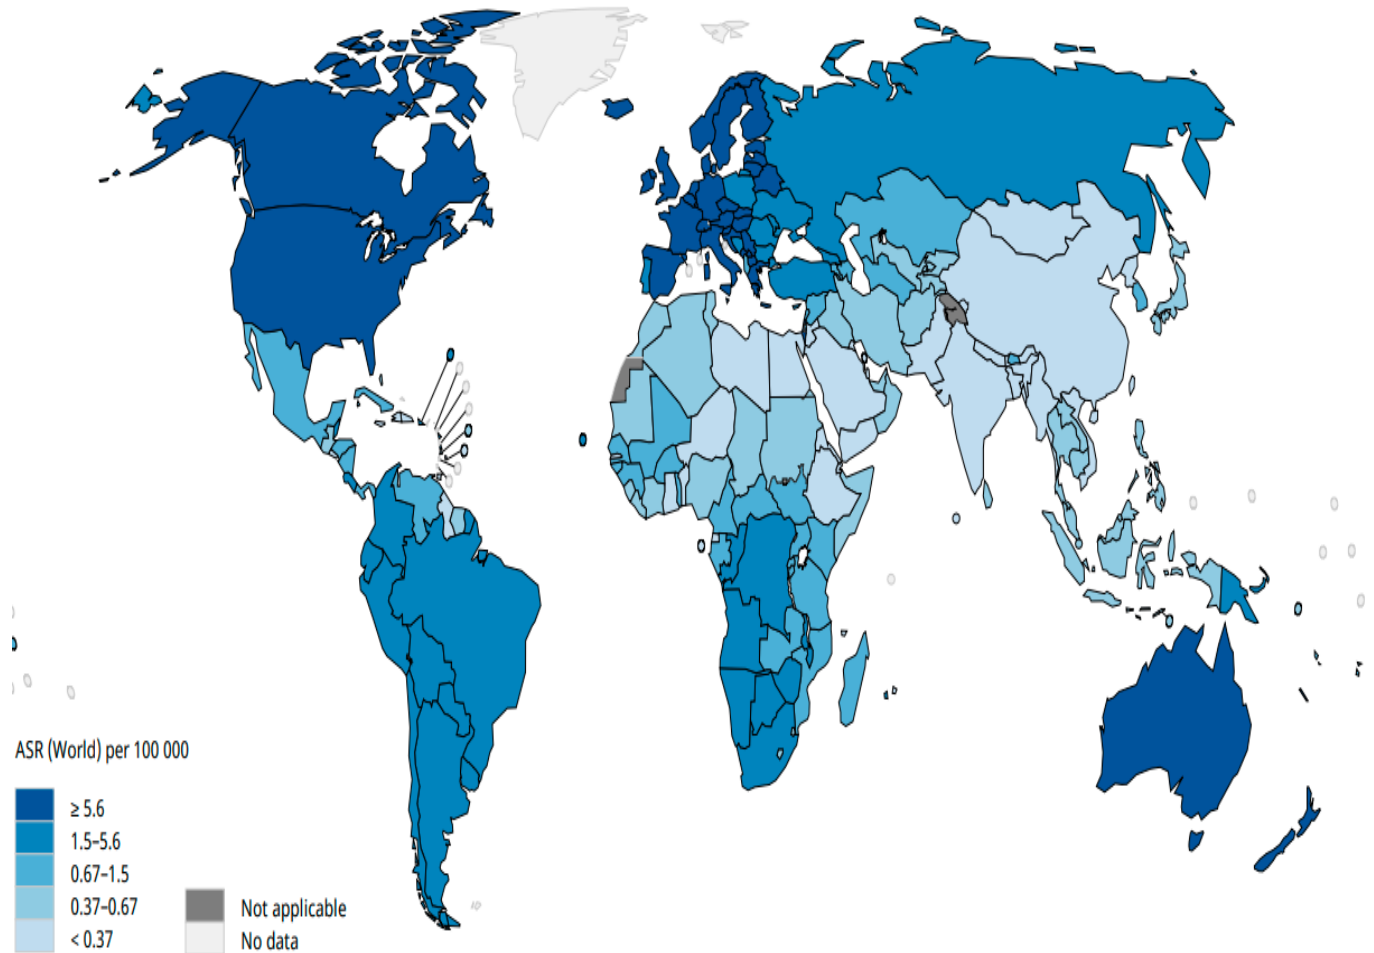 ASR (World) per 100 000
≥ 5.6
1.5–5.6
0.67–1.5
0.37–0.67
< 0.37
Not applicable
No data